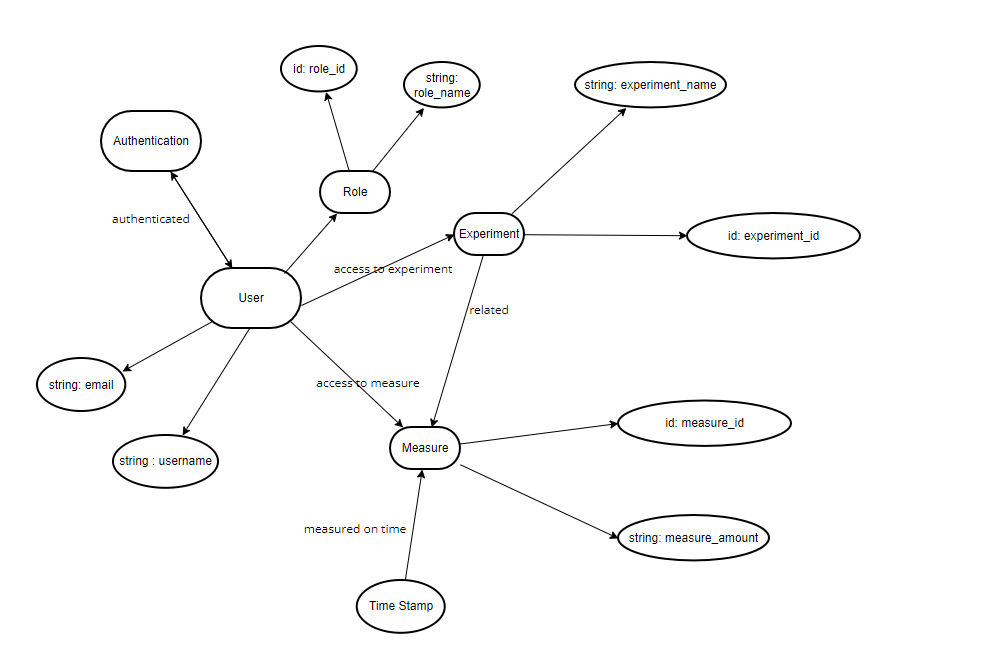 id: role_id
string:
role_name
string: experiment_name
Authentication
Role
authenticated
Experiment
id: experiment_id
access to experiment
User
related
string: email
access to measure
id: measure_id
Measure
string : username
measured on time
string: measure_amount
Time Stamp